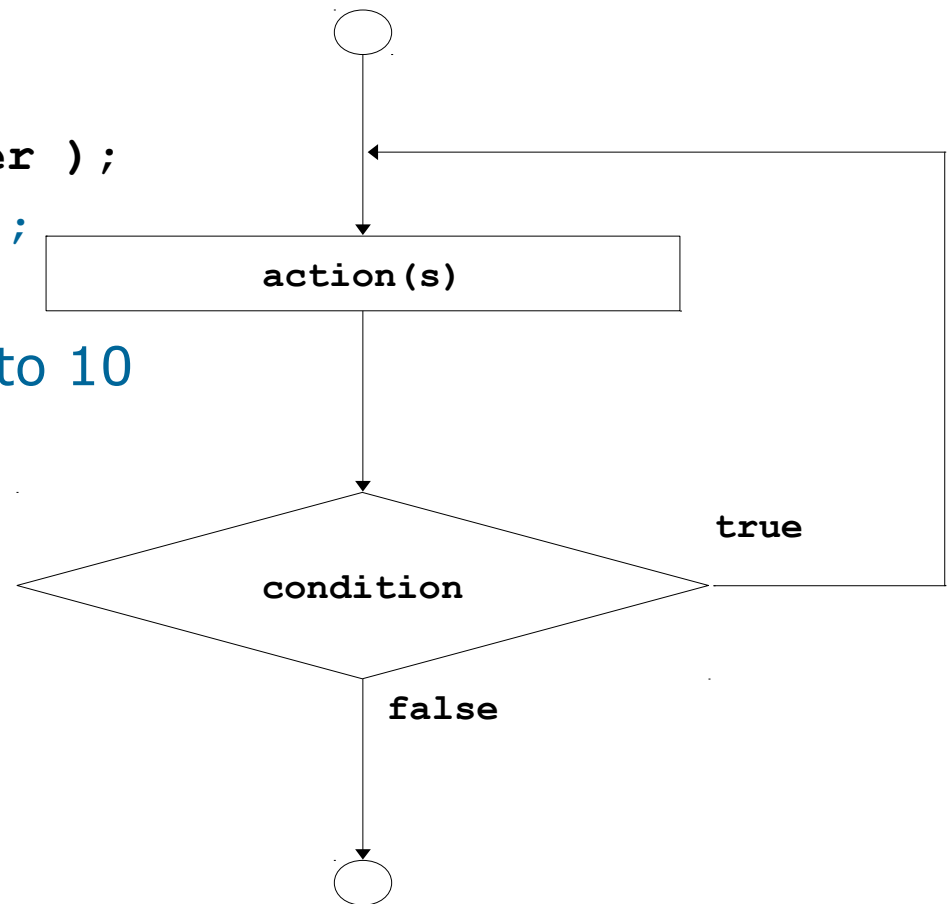 er );
;
action(s)
to 10
true
condition
false